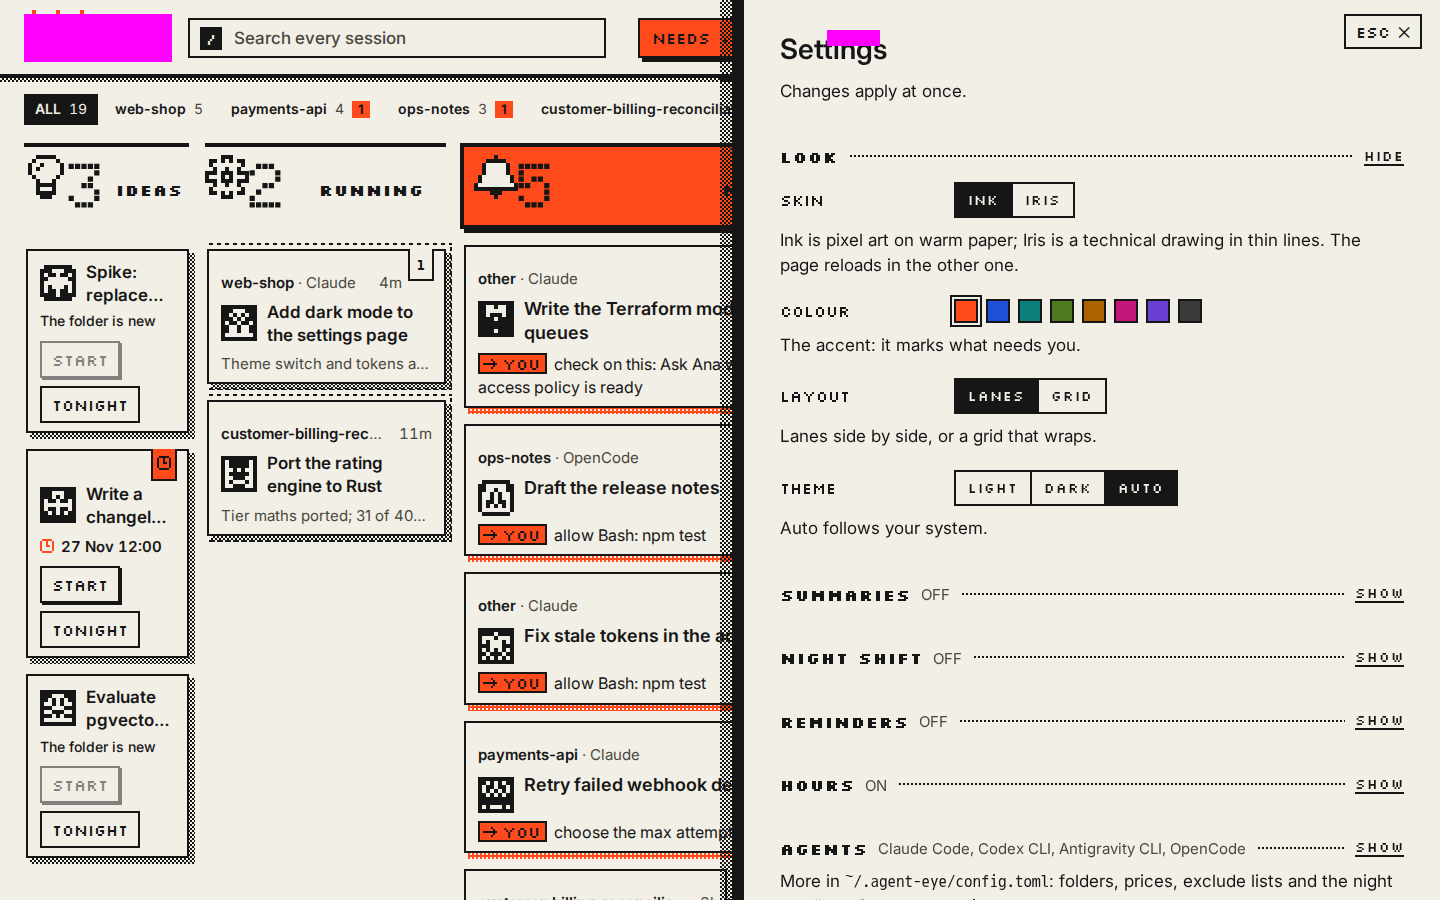 / Search every session
NEEDS
ALL 19 web-shop 5 payments-api 4 1 ops-notes 3 1
3 IDEAS
2 RUNNING
5
Spike:
replace...
The folder is new
START
TONIGHT
Write a
changel...
27 Nov 12:00
START
TONIGHT
Evaluate
pgvecto...
The folder is new
START
TONIGHT
1
web-shop · Claude 4m
Add dark mode to
the settings page
Theme switch and tokens a...
customer-billing-rec... 11m
Port the rating
engine to Rust
Tier maths ported; 31 of 40...
other · Claude
Write the Terraform
queues
→ YOU check on this: Ask Ana
access policy is ready
ops-notes · OpenCode
Draft the release notes
→ YOU allow Bash: npm test
other · Claude
Fix stale tokens in the
→ YOU allow Bash: npm test
payments-api · Claude
Retry failed webhook
→ YOU choose the max
Settings
ESC ×
Changes apply at once.
LOOK HIDE
SKIN INK IRIS
Ink is pixel art on warm paper; Iris is a technical drawing in thin lines. The
page reloads in the other one.
COLOUR
The accent: it marks what needs you.
LAYOUT LANES GRID
Lanes side by side, or a grid that wraps.
THEME LIGHT DARK AUTO
Auto follows your system.
SUMMARIES OFF SHOW
NIGHT SHIFT OFF SHOW
REMINDERS OFF SHOW
HOURS ON SHOW
AGENTS Claude Code, Codex CLI, Antigravity CLI, OpenCode SHOW
More in ~/.agent-eye/config.toml: folders, prices, exclude lists and the night